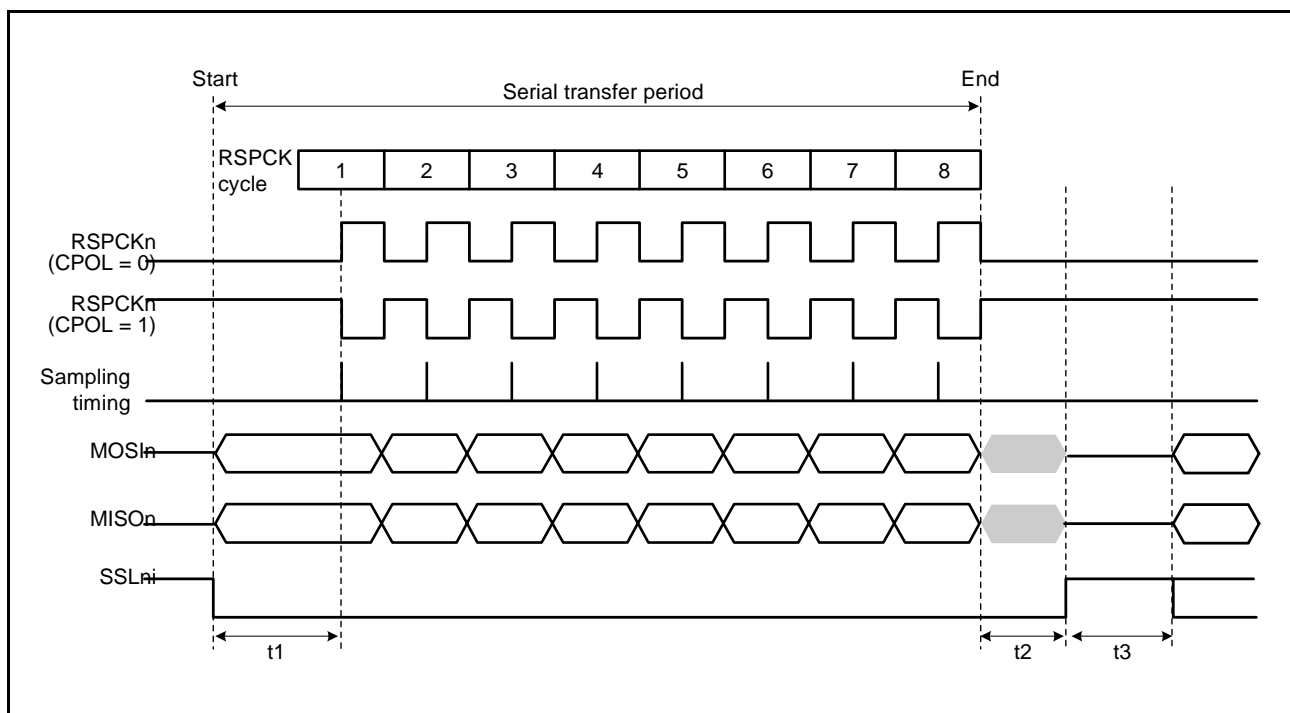 Start
End
Serial transfer period
RSPCK
cycle
1 2 3 4 5 6 7 8
RSPCKn
(CPOL = 0)
RSPCKn
(CPOL = 1)
Sampling
timing
MOSIn
MISOn
SSLni
t1
t2
t3